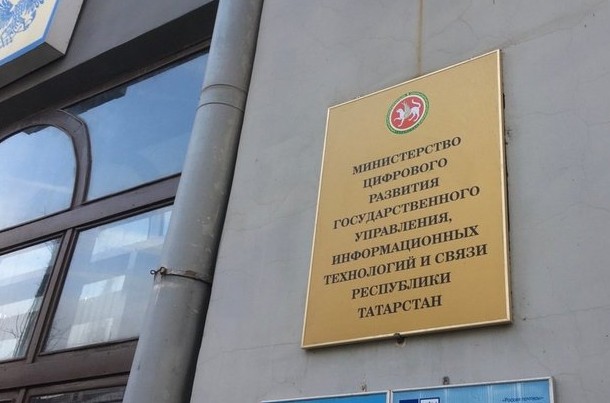 МИНИСТЕРСТВО
ЦИФРОВОГО
РАЗВИТИЯ
ГОСУДАРСТВЕННОГО
УПРАВЛЕНИЯ,
ИНФОРМАЦИОННЫХ
ТЕХНОЛОГИЙ И СВЯЗИ
РЕСПУБЛИКИ
ТАТАРСТАН